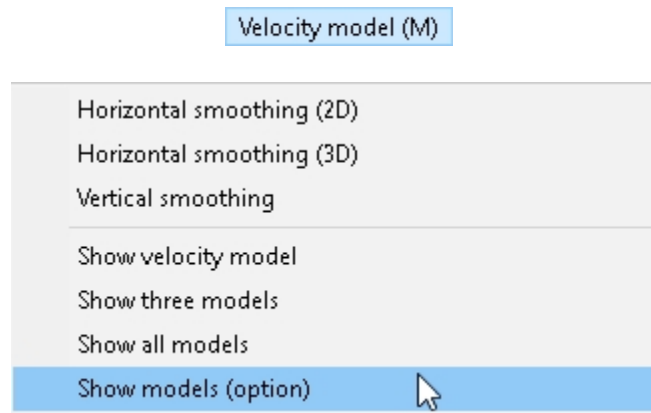 Velocity model (M)
Horizontal smoothing (2D)
Horizontal smoothing (3D)
Vertical smoothing
Show velocity model
Show three models
Show all models
Show models (option)